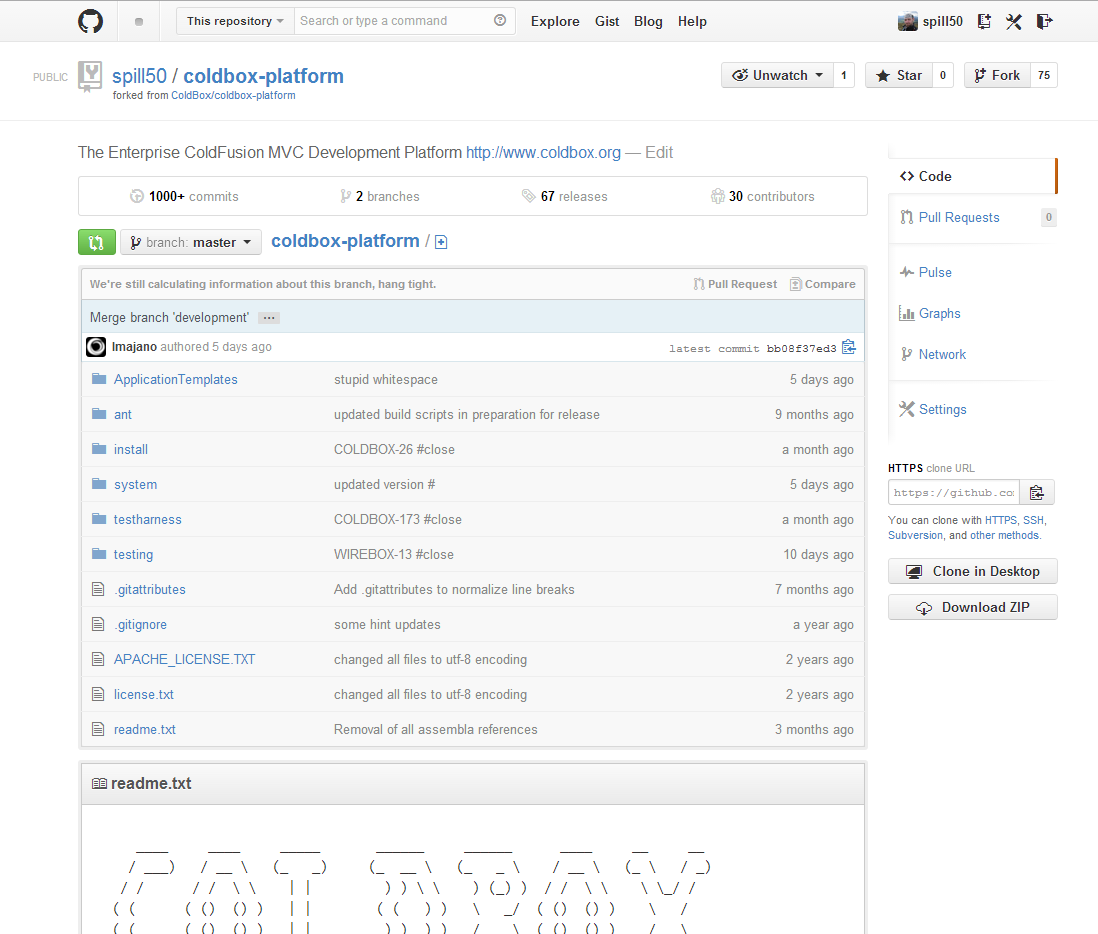 This repository Search or type a command Explore Gist Blog Help spill50
PUBLIC spill50 / coldbox-platform Unwatch 1 Star 0 Fork 75
forked from ColdBox/coldbox-platform
The Enterprise ColdFusion MVC Development Platform http://www.coldbox.org — Edit
1000+ commits 2 branches 67 releases 30 contributors
branch: master coldbox-platform /
We're still calculating information about this branch, hang tight. Pull Request Compare
Merge branch 'development' ...
lmajano authored 5 days ago latest commit bb08f37ed3
ApplicationTemplates stupid whitespace 5 days ago
ant updated build scripts in preparation for release 9 months ago
install COLDBOX-26 #close a month ago
system updated version # 5 days ago
testharness COLDBOX-173 #close a month ago
testing WIREBOX-13 #close 10 days ago
.gitattributes Add .gitattributes to normalize line breaks 7 months ago
.gitignore some hint updates a year ago
APACHE_LICENSE.TXT changed all files to utf-8 encoding 2 years ago
license.txt changed all files to utf-8 encoding 2 years ago
readme.txt Removal of all assembla references 3 months ago
readme.txt
Code
Pull Requests 0
Pulse
Graphs
Network
Settings
HTTPS clone URL
https://github.co
You can clone with HTTPS, SSH,
Subversion, and other methods.
Clone in Desktop
Download ZIP